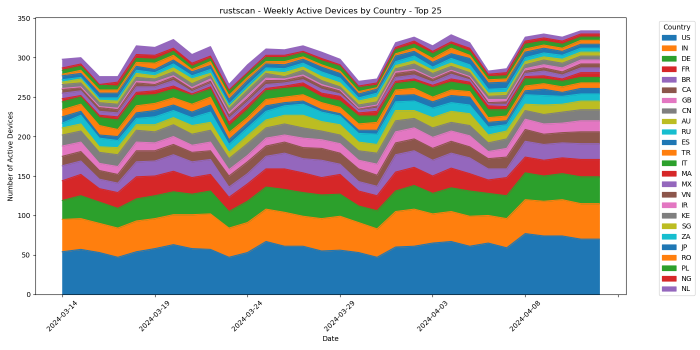 rustscan - Weekly Active Devices by Country - Top 25
Number of Active Devices
350
300
250
200
150
100
50
0
2024-03-14
2024-03-19
2024-03-24
2024-03-29
2024-04-03
2024-04-08
Date
Country
US
IN
DE
FR
BR
CA
GB
CN
AU
RU
ES
TR
IT
MA
MX
VN
IR
KE
SG
ZA
JP
RO
PL
NG
NL